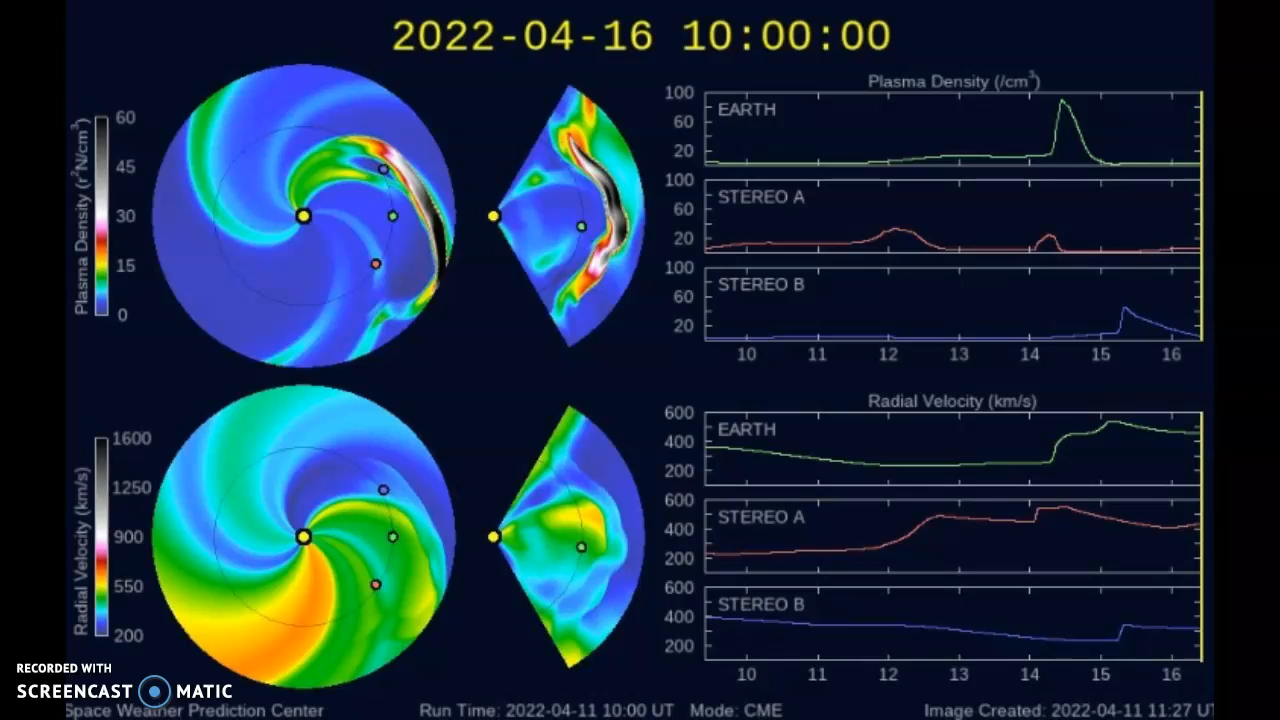 2022-04-16 10:00:00
Plasma Density (/cm³)
100
60
20
EARTH
100
60
20
STEREO A
100
60
20
STEREO B
10 11 12 13 14 15 16
Plasma Density (r²N/cm³)
60
45
30
15
0
Radial Velocity (km/s)
600
400
200
EARTH
600
400
200
STEREO A
600
400
200
STEREO B
10 11 12 13 14 15 16
Radial Velocity (km/s)
1600
1250
900
550
200
RECORDED WITH
SCREENCAST MATIC
Space Weather Prediction Center Run Time: 2022-04-11 10:00 UT Mode: CME Image Created: 2022-04-11 11:27 UT